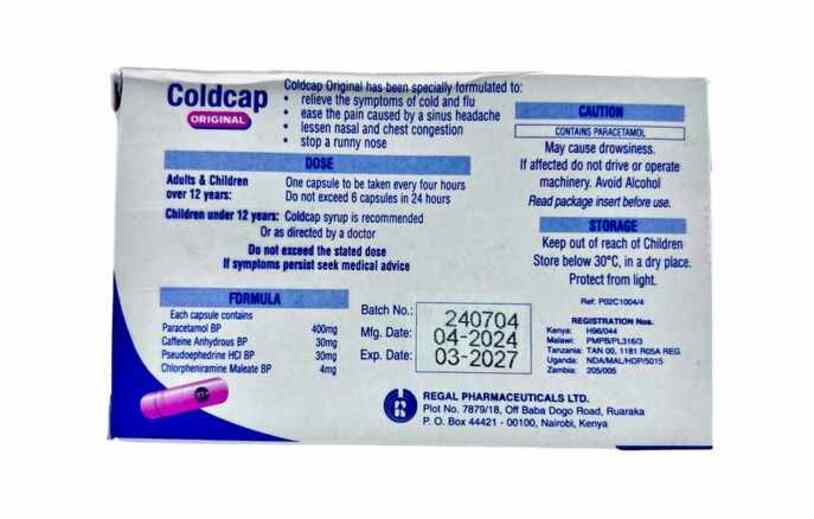 Coldcap
ORIGINAL
Coldcap Original has been specially formulated to:
• relieve the symptoms of cold and flu
• ease the pain caused by a sinus headache
• lessen nasal and chest congestion
• stop a runny nose
DOSE
Adults & Children over 12 years: One capsule to be taken every four hours
Do not exceed 6 capsules in 24 hours
Children under 12 years: Coldcap syrup is recommended
Or as directed by a doctor
Do not exceed the stated dose
If symptoms persist seek medical advice
CAUTION
CONTAINS PARACETAMOL
May cause drowsiness.
If affected do not drive or operate
machinery. Avoid Alcohol
Read package insert before use.
STORAGE
Keep out of reach of Children
Store below 30°C, in a dry place.
Protect from light.
Ref: P02C1004/4
FORMULA
Each capsule contains
Paracetamol BP 400mg
Caffeine Anhydrous BP 30mg
Pseudoephedrine HCl BP 30mg
Chlorpheniramine Maleate BP 4mg
Batch No.: 240704
Mfg. Date: 04-2024
Exp. Date: 03-2027
REGISTRATION Nos.
Kenya: H96/044
Malawi: PMPB/PL316/3
Tanzania: TAN 00, 1181 R05A REG
Uganda: NDA/MAL/HDP/5015
Zambia: 205/005
REGAL PHARMACEUTICALS LTD.
Plot No. 7879/18, Off Baba Dogo Road, Ruaraka
P. O. Box 44421 - 00100, Nairobi, Kenya